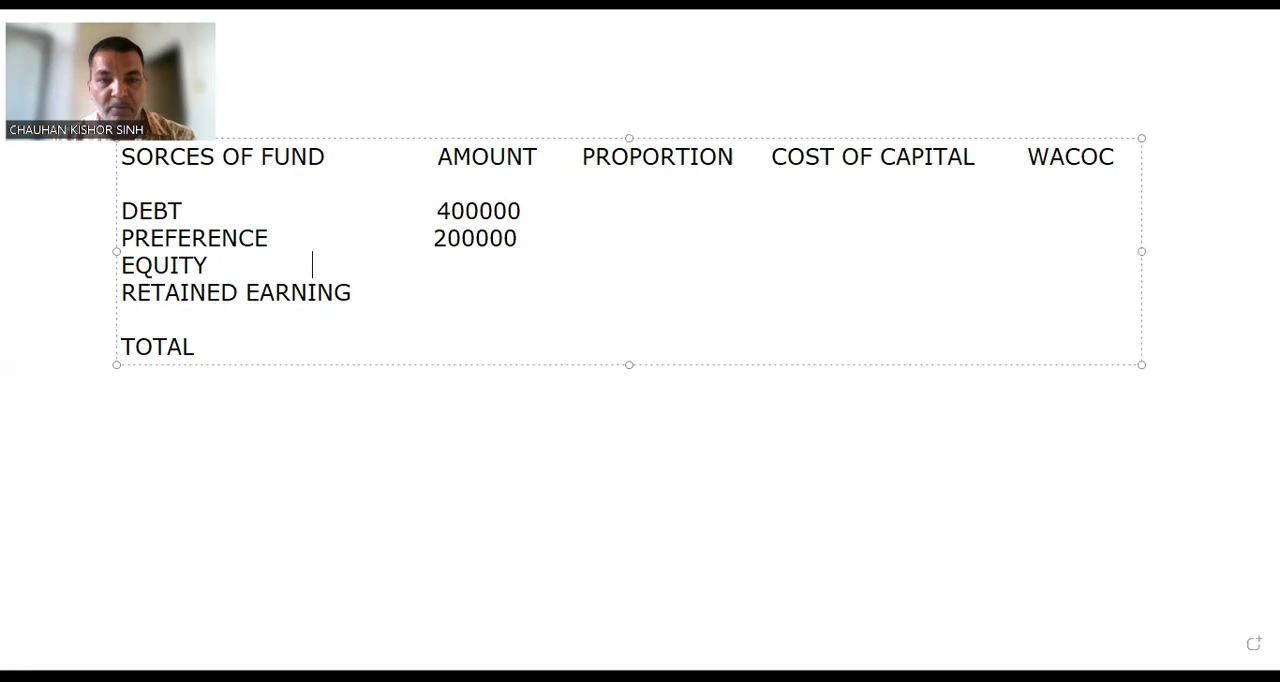 CHAUHAN KISHOR SINH
SORCES OF FUND AMOUNT PROPORTION COST OF CAPITAL WACOC
DEBT 400000
PREFERENCE 200000
EQUITY
RETAINED EARNING
TOTAL